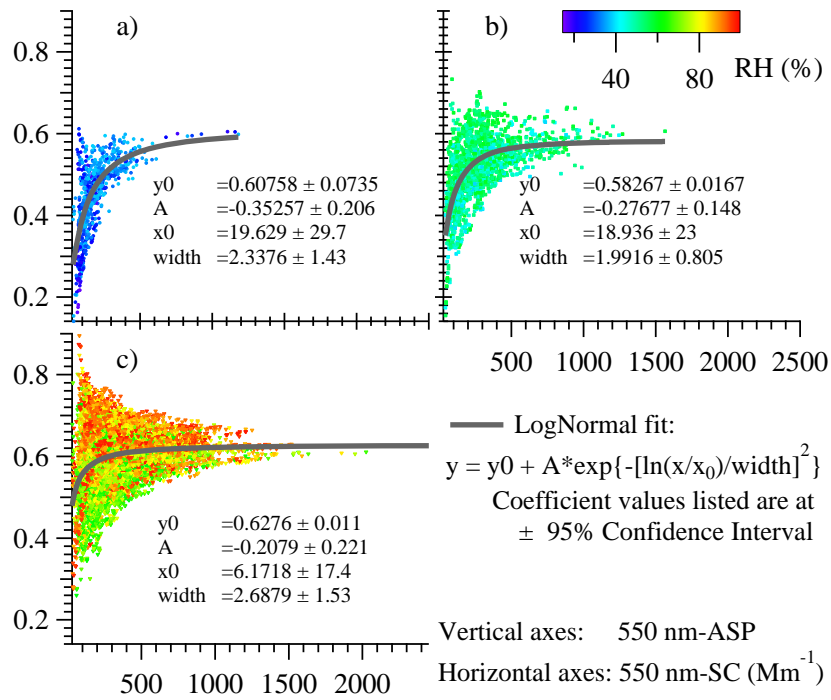 a)
0.8
0.6
0.4
0.2
y0 =0.60758 ± 0.0735
A =-0.35257 ± 0.206
x0 =19.629 ± 29.7
width =2.3376 ± 1.43
b)
40 80 RH (%)
y0 =0.58267 ± 0.0167
A =-0.27677 ± 0.148
x0 =18.936 ± 23
width =1.9916 ± 0.805
500 1000 1500 2000 2500
c)
0.8
0.6
0.4
0.2
y0 =0.6276 ± 0.011
A =-0.2079 ± 0.221
x0 =6.1718 ± 17.4
width =2.6879 ± 1.53
500 1000 1500 2000
LogNormal fit:
y = y0 + A*exp{-[ln(x/x₀)/width]²}
Coefficient values listed are at
± 95% Confidence Interval
Vertical axes: 550 nm-ASP
Horizontal axes: 550 nm-SC (Mm⁻¹)